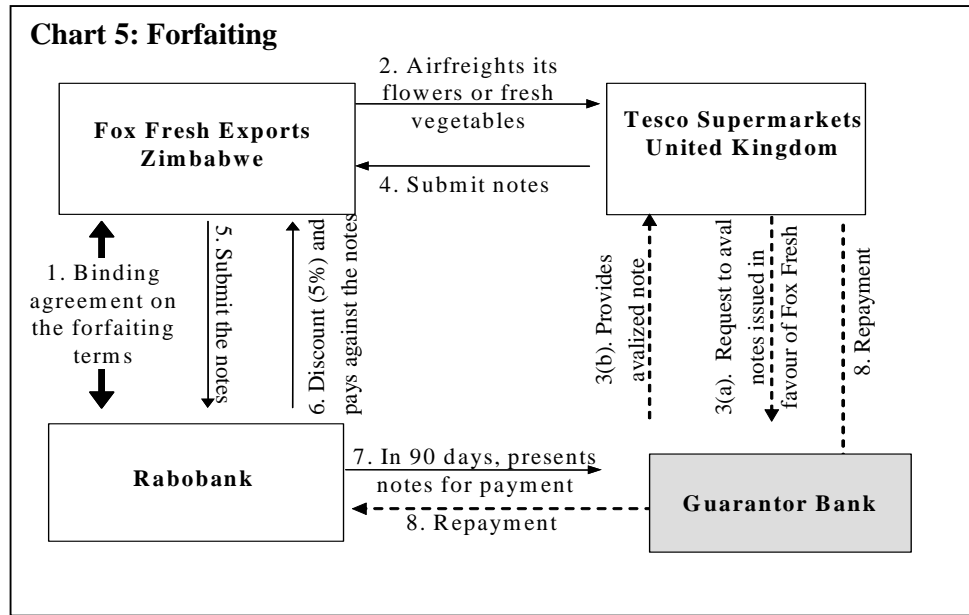 Chart 5: Forfaiting
2. Airfreights its
flowers or fresh
vegetables
Fox Fresh Exports
Zimbabwe
Tesco Supermarkets
United Kingdom
4. Submit notes
1. Binding
agreement on
the forfaiting
terms
5. Submit
the notes
6. Discount (5%) and
pays against the notes
3(b). Provides
avalized note
3(a). Request to aval
notes issued in
favour of Fox Fresh
8. Repayment
Rabobank
7. In 90 days, presents
notes for payment
8. Repayment
Guarantor Bank